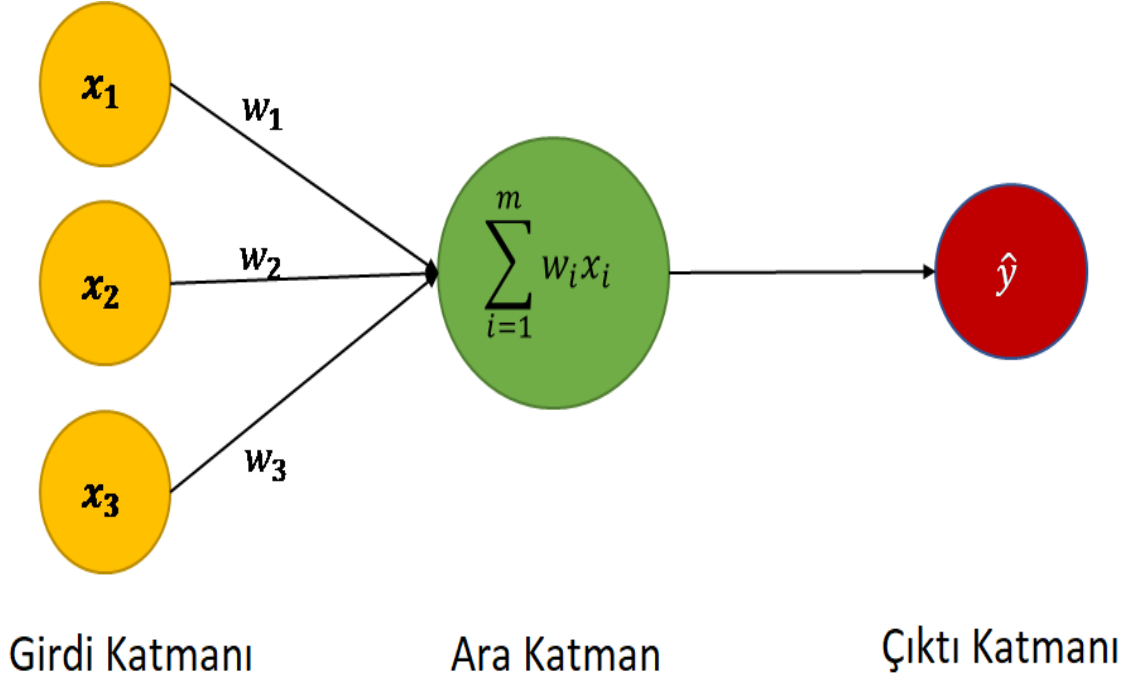 x₁
w₁
x₂
w₂
x₃
w₃
m
∑ wᵢxᵢ
i=1
ŷ
Girdi Katmanı
Ara Katman
Çıktı Katmanı